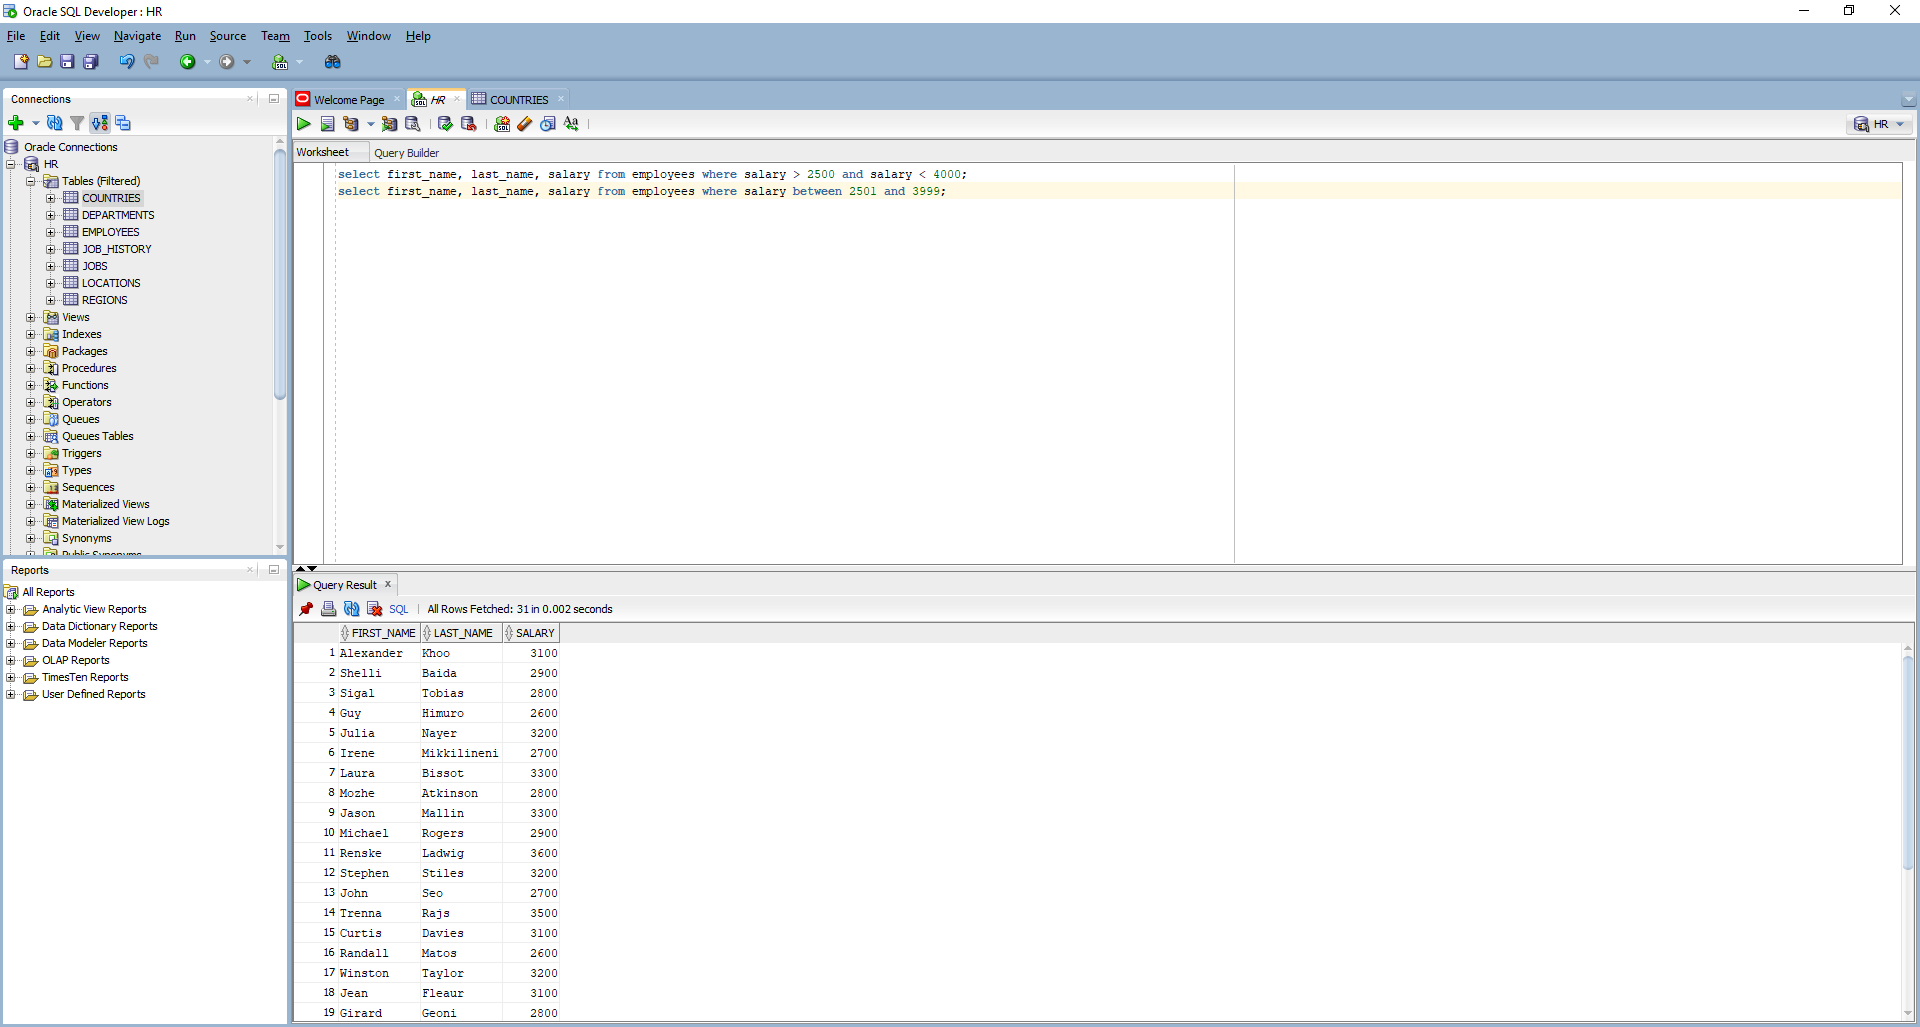 Oracle SQL Developer : HR
File Edit View Navigate Run Source Team Tools Window Help
Connections
Oracle Connections
HR
Tables (Filtered)
COUNTRIES
DEPARTMENTS
EMPLOYEES
JOB_HISTORY
JOBS
LOCATIONS
REGIONS
Views
Indexes
Packages
Procedures
Functions
Operators
Queues
Queues Tables
Triggers
Types
Sequences
Materialized Views
Materialized View Logs
Synonyms
Public Synonyms
Reports
All Reports
Analytic View Reports
Data Dictionary Reports
Data Modeler Reports
OLAP Reports
TimesTen Reports
User Defined Reports
Welcome Page HR COUNTRIES
HR
Worksheet Query Builder
select first_name, last_name, salary from employees where salary > 2500 and salary < 4000;
select first_name, last_name, salary from employees where salary between 2501 and 3999;
Query Result
SQL All Rows Fetched: 31 in 0.002 seconds
FIRST_NAME LAST_NAME SALARY
1 Alexander Khoo 3100
2 Shelli Baida 2900
3 Sigal Tobias 2800
4 Guy Himuro 2600
5 Julia Nayer 3200
6 Irene Mikkilineni 2700
7 Laura Bissot 3300
8 Mozhe Atkinson 2800
9 Jason Mallin 3300
10 Michael Rogers 2900
11 Renske Ladwig 3600
12 Stephen Stiles 3200
13 John Seo 2700
14 Trenna Rajs 3500
15 Curtis Davies 3100
16 Randall Matos 2600
17 Winston Taylor 3200
18 Jean Fleaur 3100
19 Girard Geoni 2800